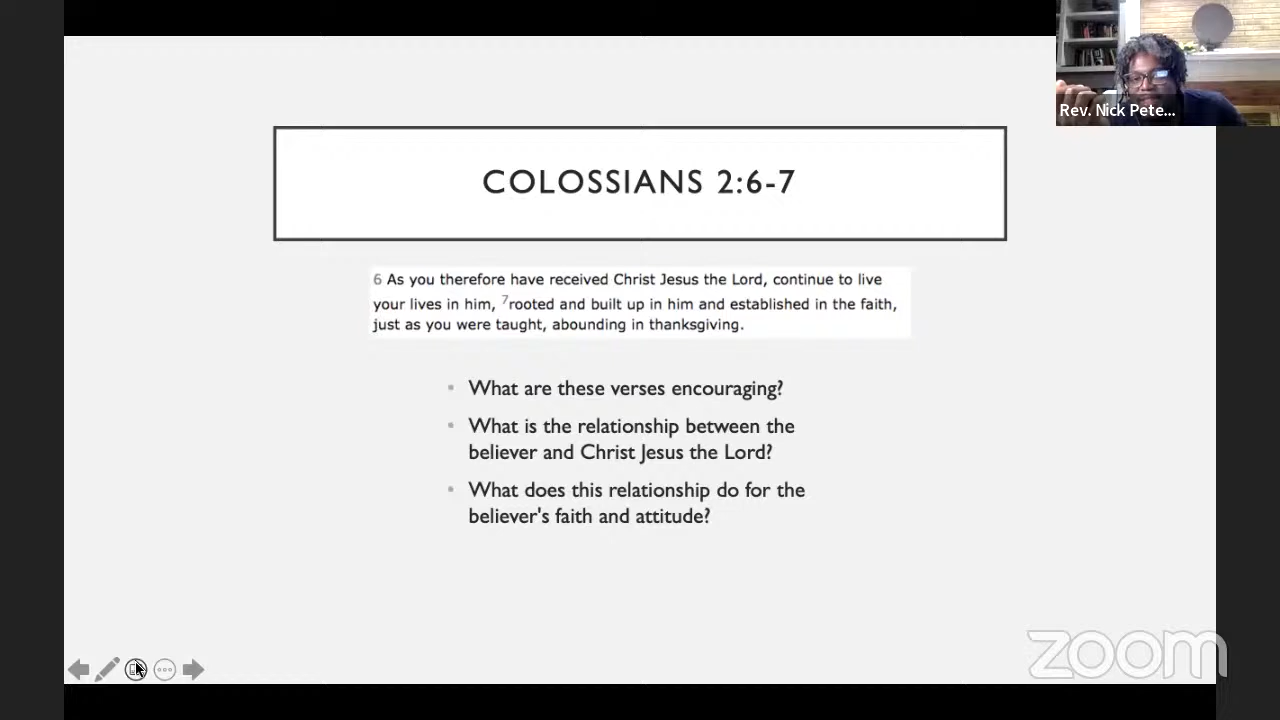 Rev. Nick Pete...
COLOSSIANS 2:6-7
6 As you therefore have received Christ Jesus the Lord, continue to live
your lives in him, 7rooted and built up in him and established in the faith,
just as you were taught, abounding in thanksgiving.
• What are these verses encouraging?
• What is the relationship between the
believer and Christ Jesus the Lord?
• What does this relationship do for the
believer's faith and attitude?
zoom